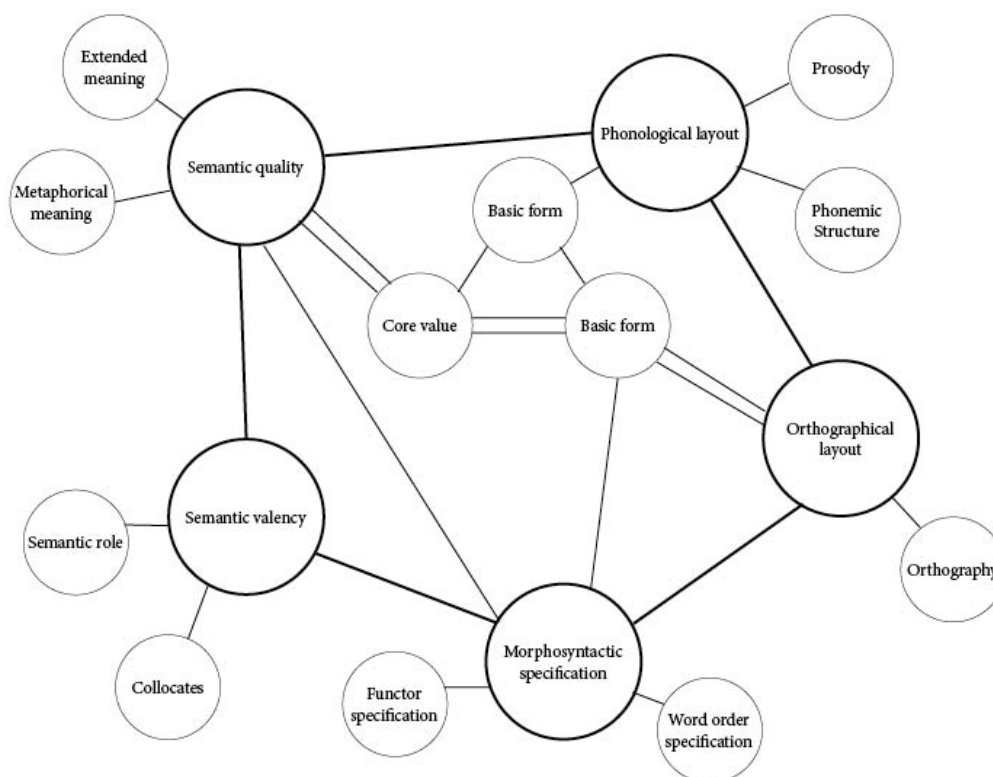 Extended
meaning
Prosody
Phonological layout
Semantic quality
Metaphorical
meaning
Basic form
Phonemic
Structure
Core value
Basic form
Orthographical
layout
Semantic valency
Semantic role
Orthography
Morphosyntactic
specification
Collocates
Functor
specification
Word order
specification